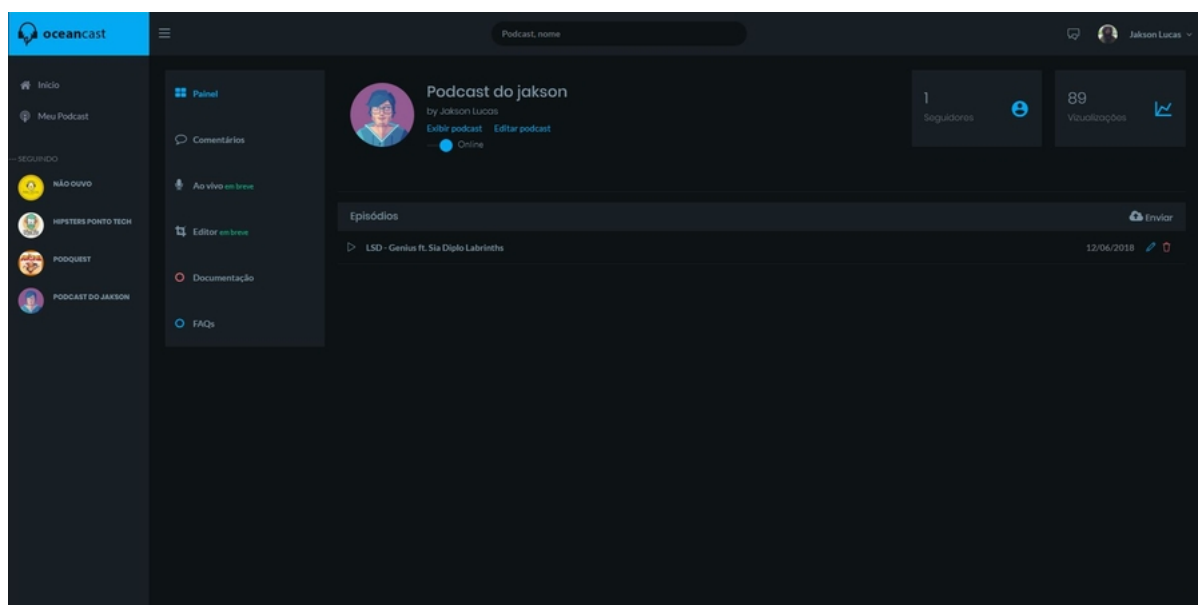 oceancast
Podcast, nome
Jakson Lucas
Início
Meu Podcast
SEGUINDO
NÃO OUVO
HIPSTERS PONTO TECH
PODQUEST
PODCAST DO JAKSON
Painel
Comentários
Ao vivo em breve
Editor em breve
Documentação
FAQs
Podcast do jakson
by Jakson Lucas
Exibir podcast Editar podcast
Online
1
Seguidores
89
Vizualizações
Episódios
Enviar
LSD - Genius ft. Sia Diplo Labrinths
12/06/2018